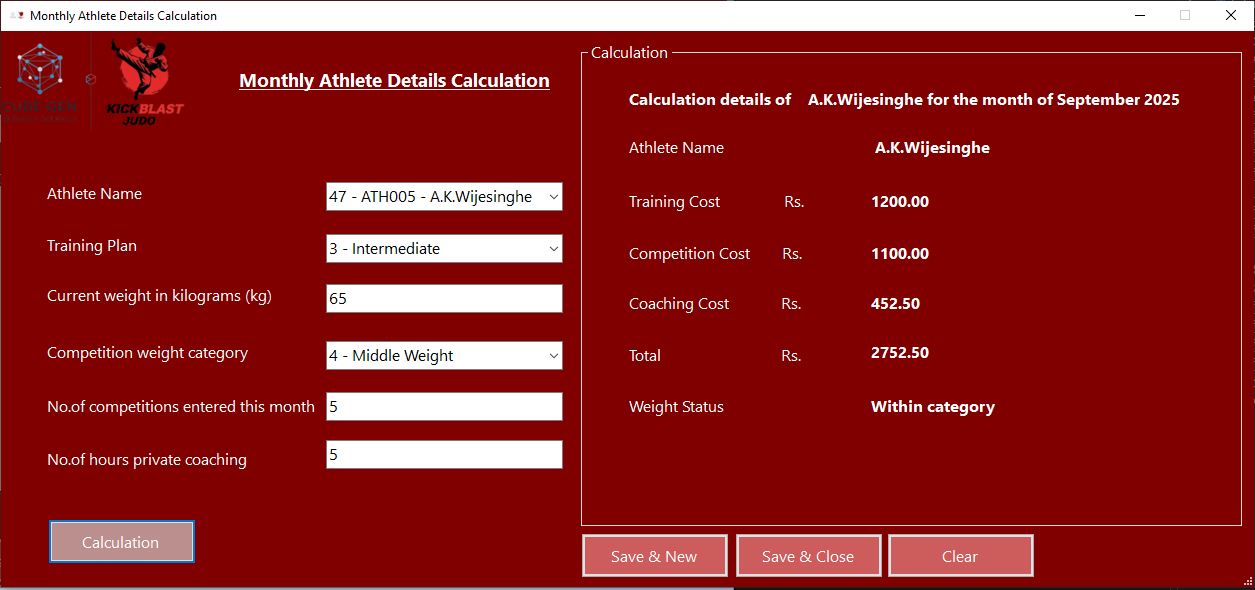 Monthly Athlete Details Calculation
CUBE GEN
KICKBLAST
JUDO
Monthly Athlete Details Calculation
Athlete Name
47 - ATH005 - A.K.Wijesinghe
Training Plan
3 - Intermediate
Current weight in kilograms (kg)
65
Competition weight category
4 - Middle Weight
No.of competitions entered this month
5
No.of hours private coaching
5
Calculation
Calculation
Calculation details of A.K.Wijesinghe for the month of September 2025
Athlete Name A.K.Wijesinghe
Training Cost Rs. 1200.00
Competition Cost Rs. 1100.00
Coaching Cost Rs. 452.50
Total Rs. 2752.50
Weight Status Within category
Save & New
Save & Close
Clear